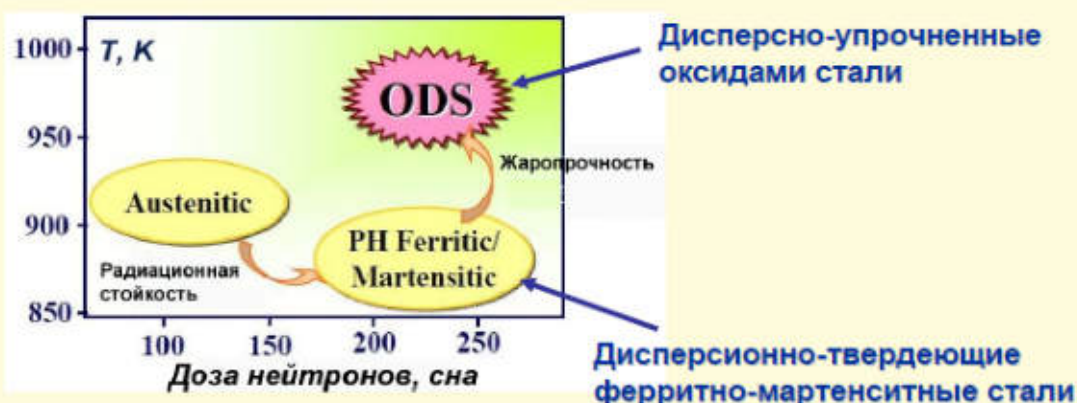 1000
T, K
950
900
850
100
150
200
250
Доза нейтронов, сна
Austenitic
Радиационная
стойкость
PH Ferritic/
Martensitic
ODS
Жаропрочность
Дисперсно-упрочненные
оксидами стали
Дисперсионно-твердеющие
ферритно-мартенситные стали